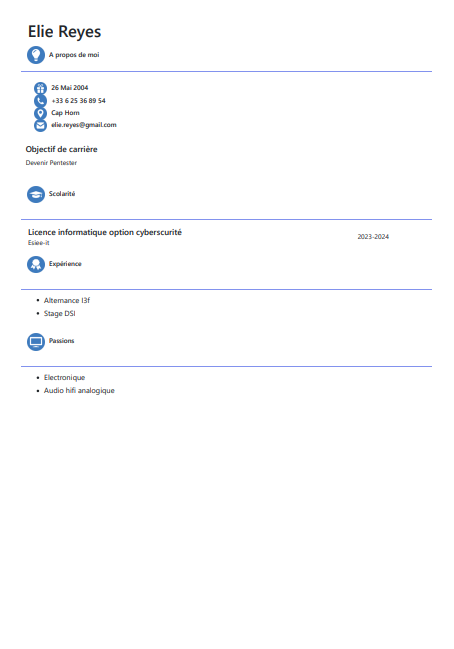 Elie Reyes
A propos de moi
26 Mai 2004
+33 6 25 36 89 54
Cap Horn
elie.reyes@gmail.com
Objectif de carrière
Devenir Pentester
Scolarité
Licence informatique option cyberscurité
Esiee-it
2023-2024
Expérience
• Alternance I3f
• Stage DSI
Passions
• Electronique
• Audio hifi analogique